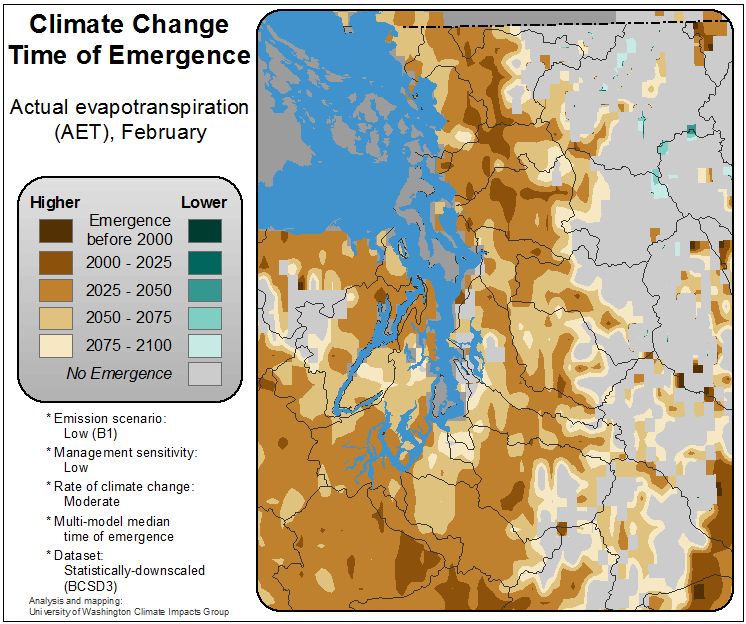 Climate Change
Time of Emergence
Actual evapotranspiration
(AET), February
Higher Lower
Emergence
before 2000
2000 - 2025
2025 - 2050
2050 - 2075
2075 - 2100
No Emergence
* Emission scenario:
Low (B1)
* Management sensitivity:
Low
* Rate of climate change:
Moderate
* Multi-model median
time of emergence
* Dataset:
Statistically-downscaled
(BCSD3)
Analysis and mapping:
University of Washington Climate Impacts Group